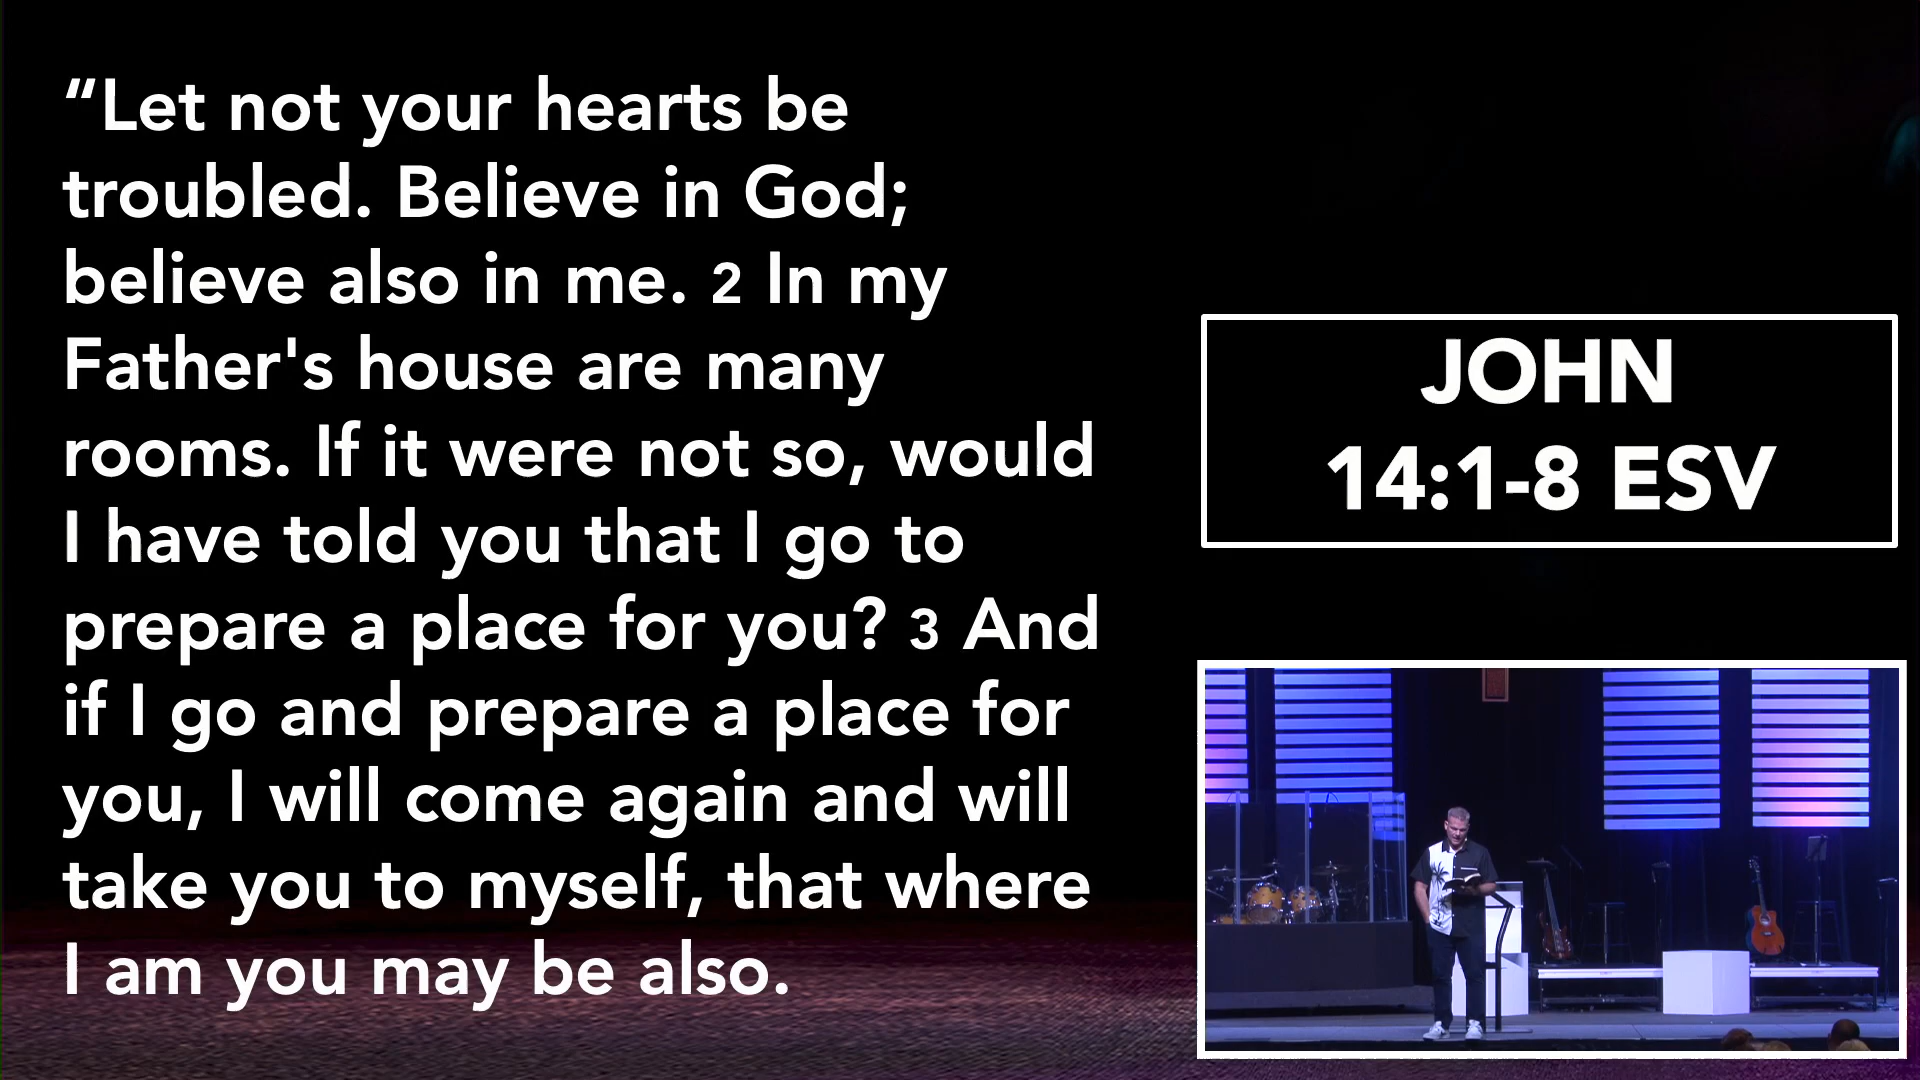 “Let not your hearts be
troubled. Believe in God;
believe also in me. 2 In my
Father's house are many
rooms. If it were not so, would
I have told you that I go to
prepare a place for you? 3 And
if I go and prepare a place for
you, I will come again and will
take you to myself, that where
I am you may be also.
JOHN
14:1-8 ESV